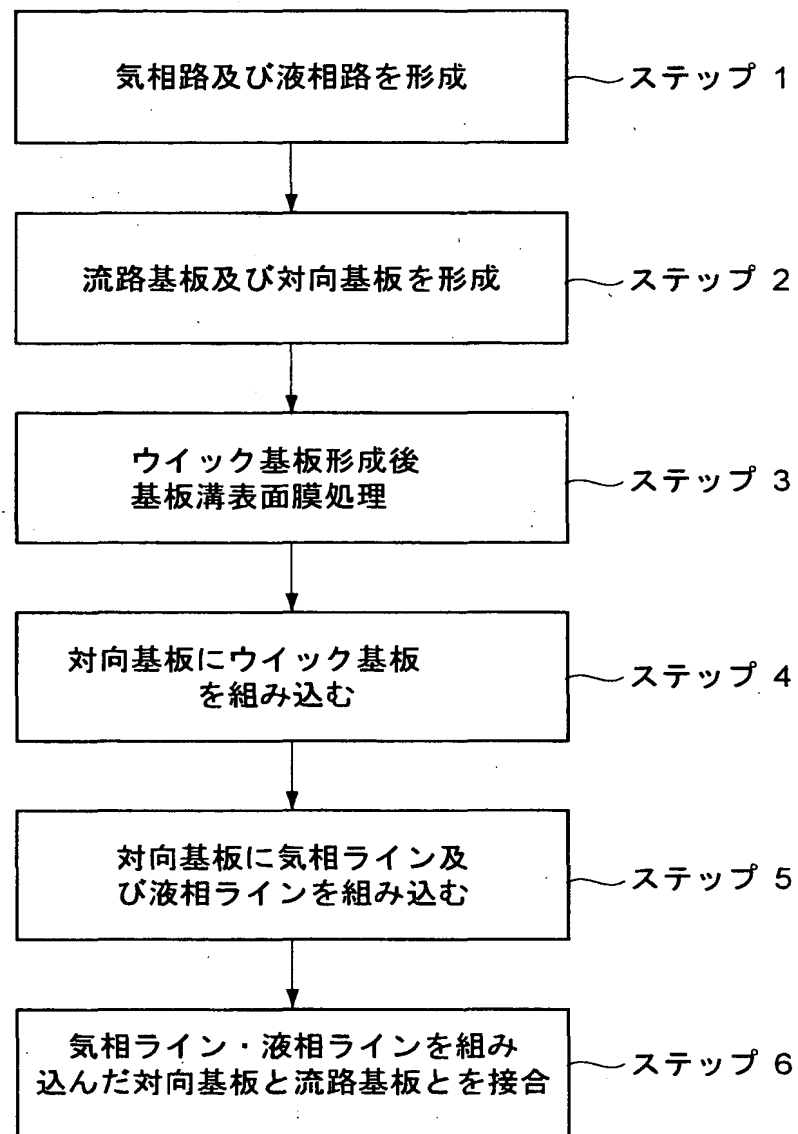 気相路及び液相路を形成
ステップ 1
流路基板及び対向基板を形成
ステップ 2
ウイック基板形成後
基板溝表面膜処理
ステップ 3
対向基板にウイック基板
を組み込む
ステップ 4
対向基板に気相ライン及
び液相ラインを組み込む
ステップ 5
気相ライン・液相ラインを組み
込んだ対向基板と流路基板とを接合
ステップ 6